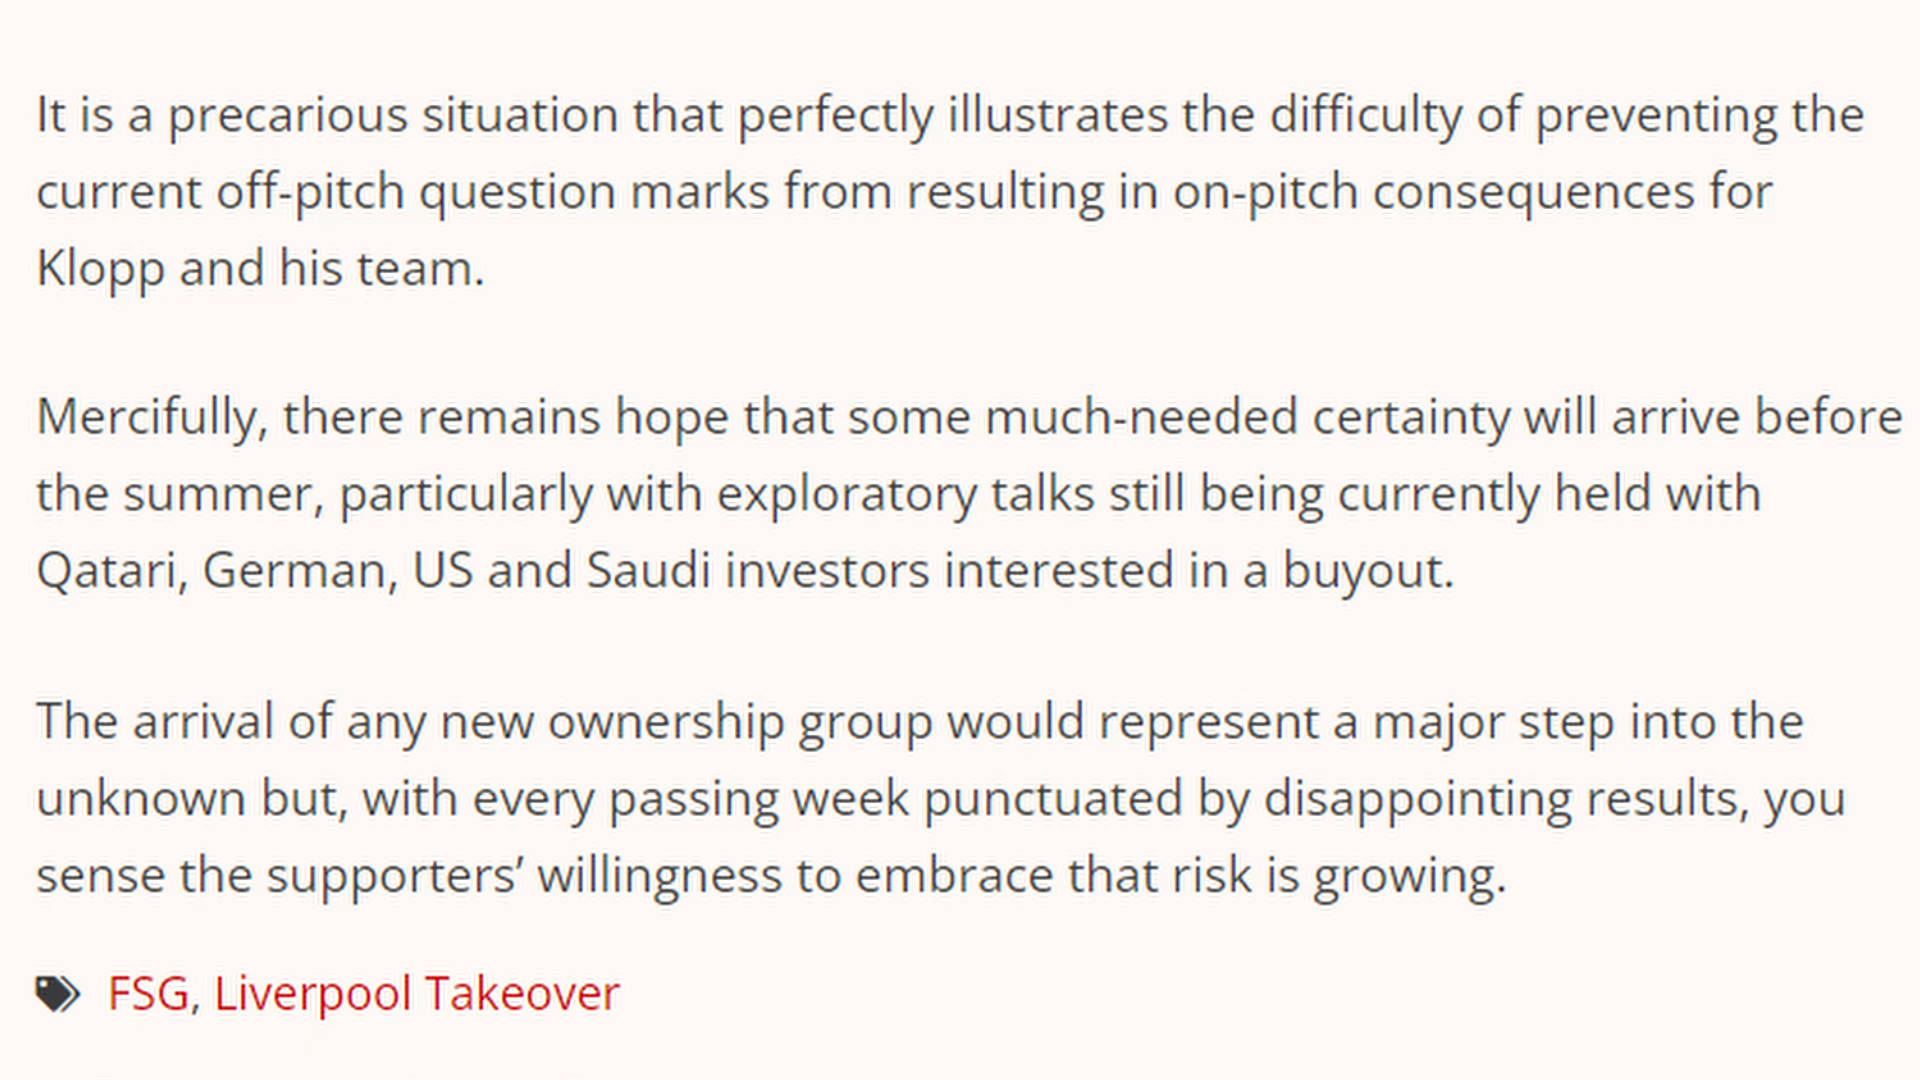 It is a precarious situation that perfectly illustrates the difficulty of preventing the
current off-pitch question marks from resulting in on-pitch consequences for
Klopp and his team.
Mercifully, there remains hope that some much-needed certainty will arrive before
the summer, particularly with exploratory talks still being currently held with
Qatari, German, US and Saudi investors interested in a buyout.
The arrival of any new ownership group would represent a major step into the
unknown but, with every passing week punctuated by disappointing results, you
sense the supporters’ willingness to embrace that risk is growing.
FSG, Liverpool Takeover